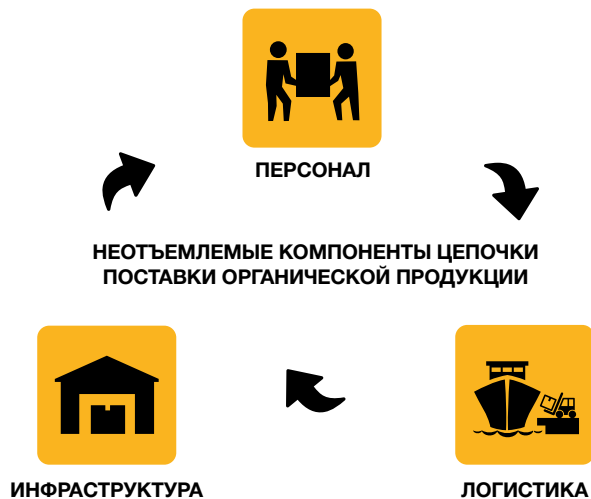 ПЕРСОНАЛ
НЕОТЪЕМЛЕМЫЕ КОМПОНЕНТЫ ЦЕПОЧКИ
ПОСТАВКИ ОРГАНИЧЕСКОЙ ПРОДУКЦИИ
ИНФРАСТРУКТУРА
ЛОГИСТИКА